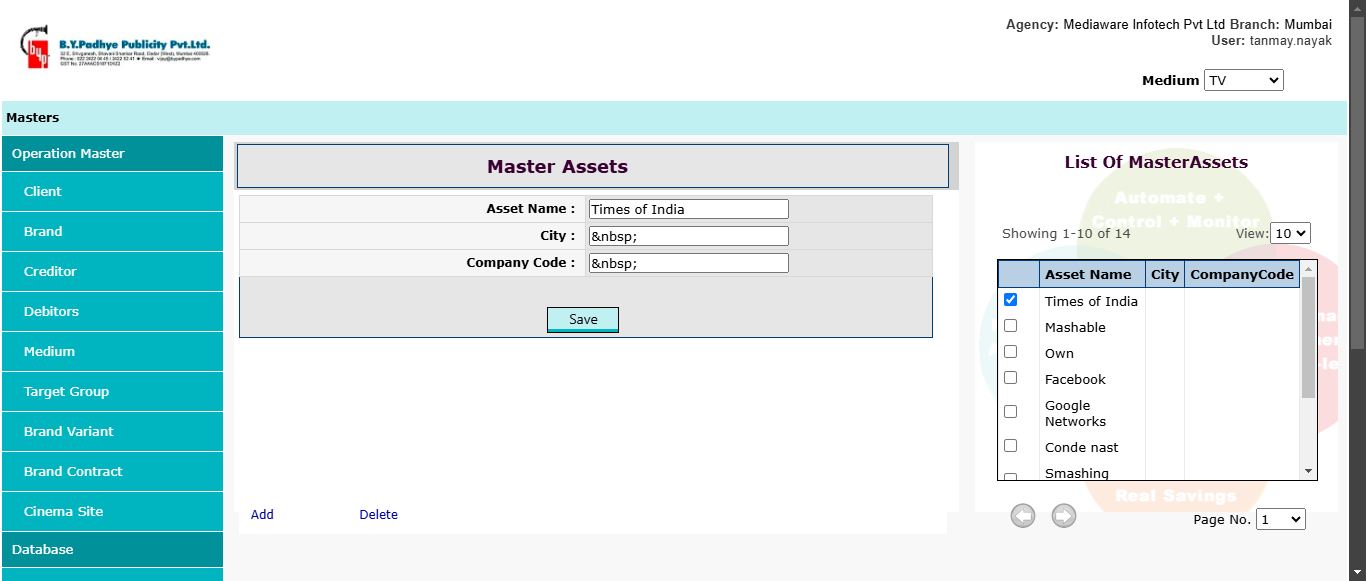 B.Y.Padhye Publicity Pvt.Ltd.
Agency: Mediaware Infotech Pvt Ltd Branch: Mumbai
User: tanmay.nayak
Medium TV
Masters
Operation Master
Client
Brand
Creditor
Debitors
Medium
Target Group
Brand Variant
Brand Contract
Cinema Site
Database
Master Assets
Asset Name : Times of India
City : &nbsp;
Company Code : &nbsp;
Save
Add Delete
List Of MasterAssets
Automate +
Control + Monitor
Showing 1-10 of 14 View: 10
Asset Name City CompanyCode
Times of India
Mashable
Own
Facebook
Google
Networks
Conde nast
Smashing
Real Savings
Page No. 1